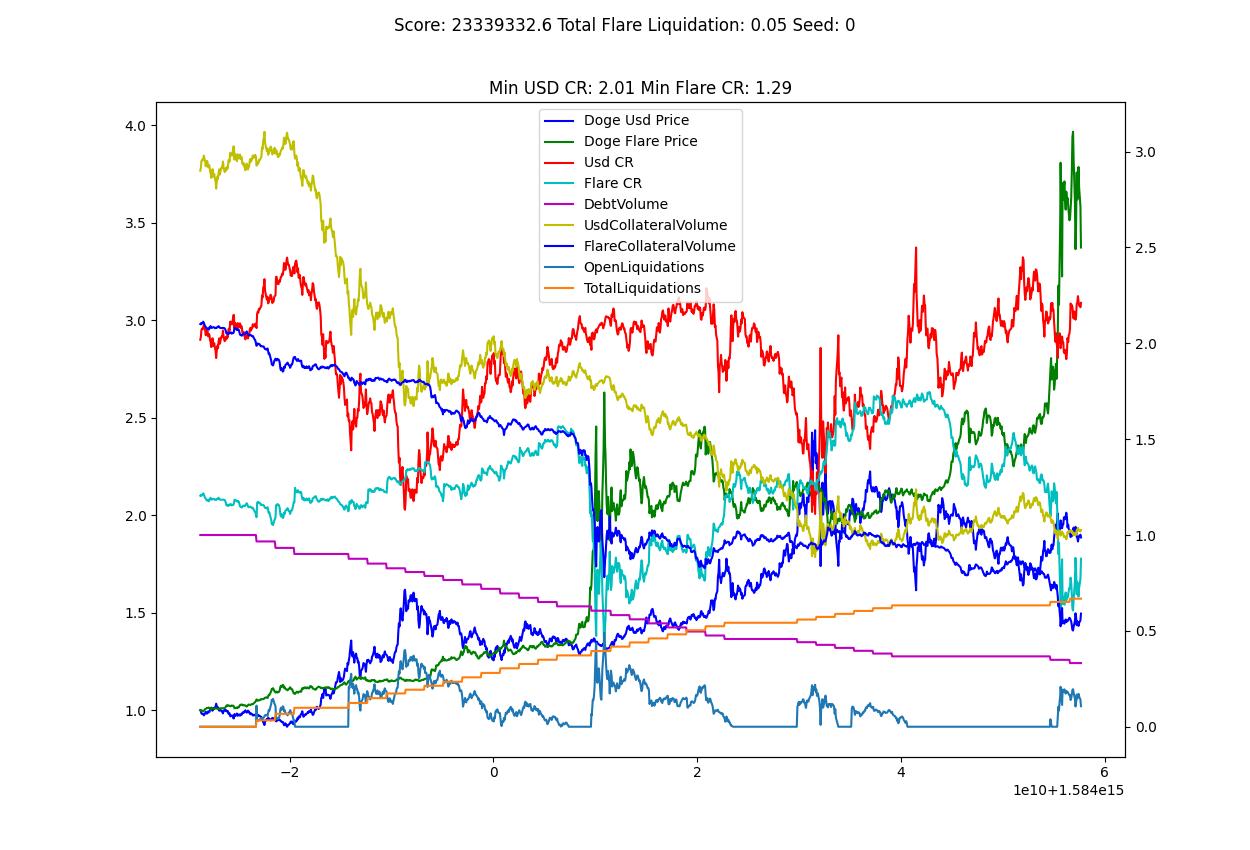 Score: 23339332.6 Total Flare Liquidation: 0.05 Seed: 0
Min USD CR: 2.01 Min Flare CR: 1.29
Doge Usd Price
Doge Flare Price
Usd CR
Flare CR
DebtVolume
UsdCollateralVolume
FlareCollateralVolume
OpenLiquidations
TotalLiquidations
4.0
3.5
3.0
2.5
2.0
1.5
1.0
3.0
2.5
2.0
1.5
1.0
0.5
0.0
−2 0 2 4 6
1e10+1.584e15